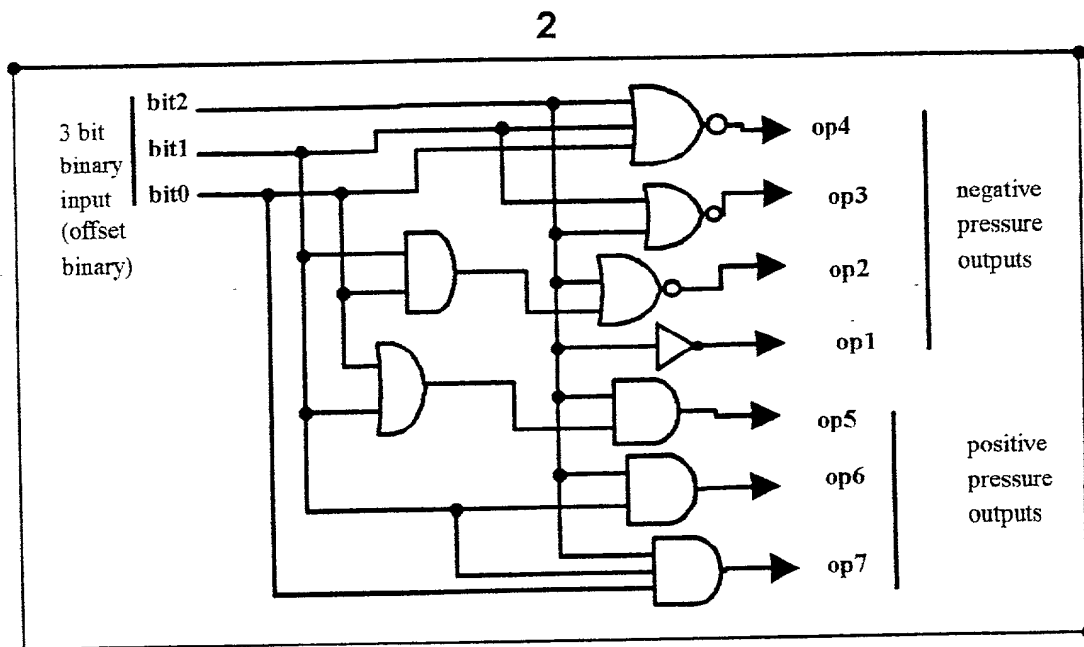 2
bit2
bit1
bit0
3 bit
binary
input
(offset
binary)
op4
op3
op2
op1
op5
op6
op7
negative
pressure
outputs
positive
pressure
outputs